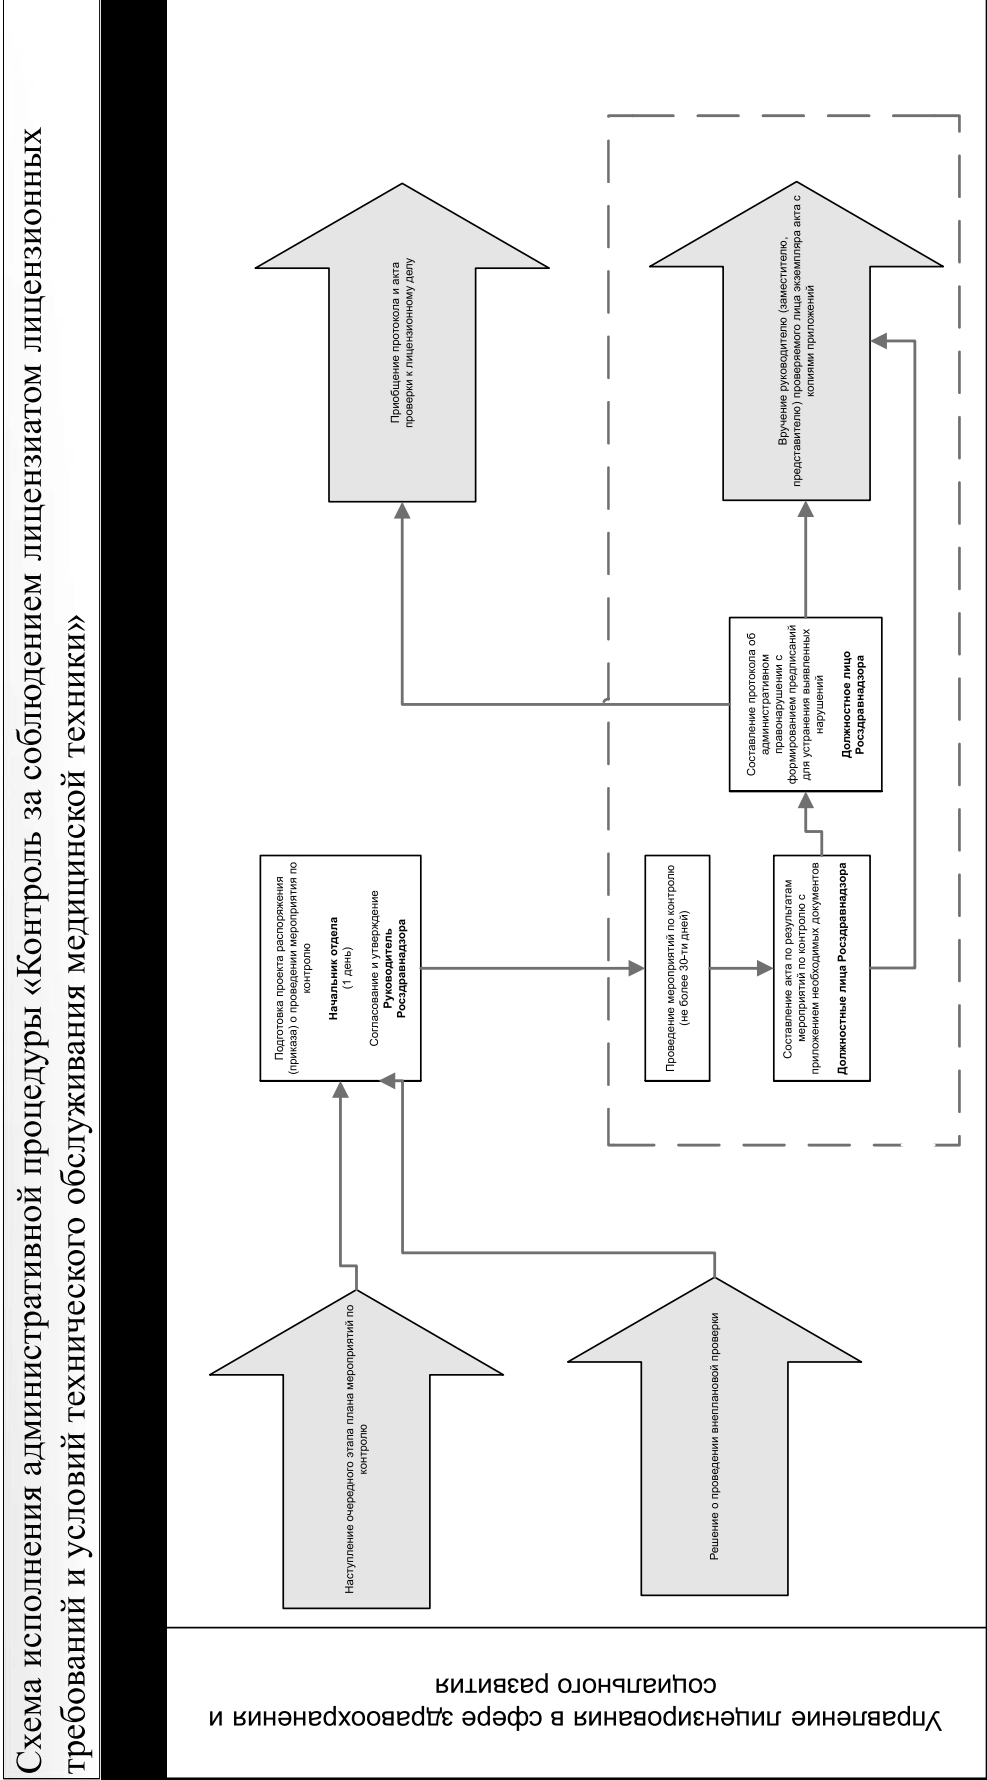 Схема исполнения административной процедуры «Контроль за соблюдением лицензиатом лицензионных
требований и условий технического обслуживания медицинской техники»
Управление лицензирования в сфере здравоохранения и
социального развития
Наступление очередного этапа плана мероприятий по
контролю
Решение о проведении внеплановой проверки
Подготовка проекта распоряжения
(приказа) о проведении мероприятия по
контролю
Начальник отдела
(1 день)
Согласование и утверждение
Руководитель
Росздравнадзора
Проведение мероприятий по контролю
(не более 30-ти дней)
Составление акта по результатам
мероприятий по контролю с
приложением необходимых документов
Должностные лица Росздравнадзора
Составление протокола об
административном
правонарушении с
формированием предписаний
для устранения выявленных
нарушений
Должностное лицо
Росздравнадзора
Приобщение протокола и акта
проверки к лицензионному делу
Вручение руководителю (заместителю,
представителю) проверяемого лица экземпляра акта с
копиями приложений